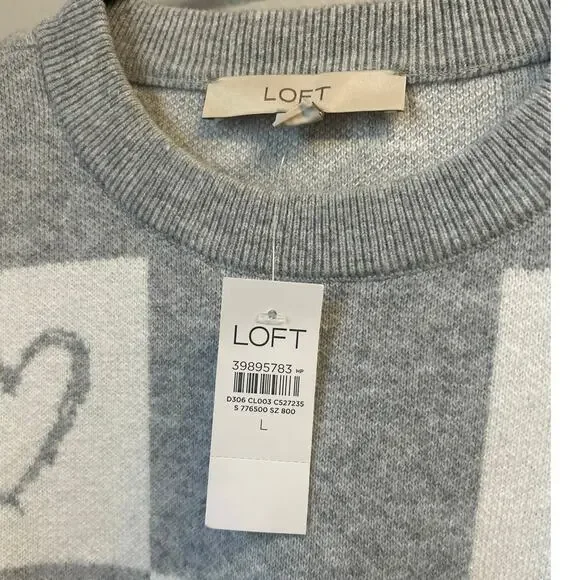 LOFT
LOFT
39895783 MP
D306 CL003 C527235
S 776500 SZ 800
L